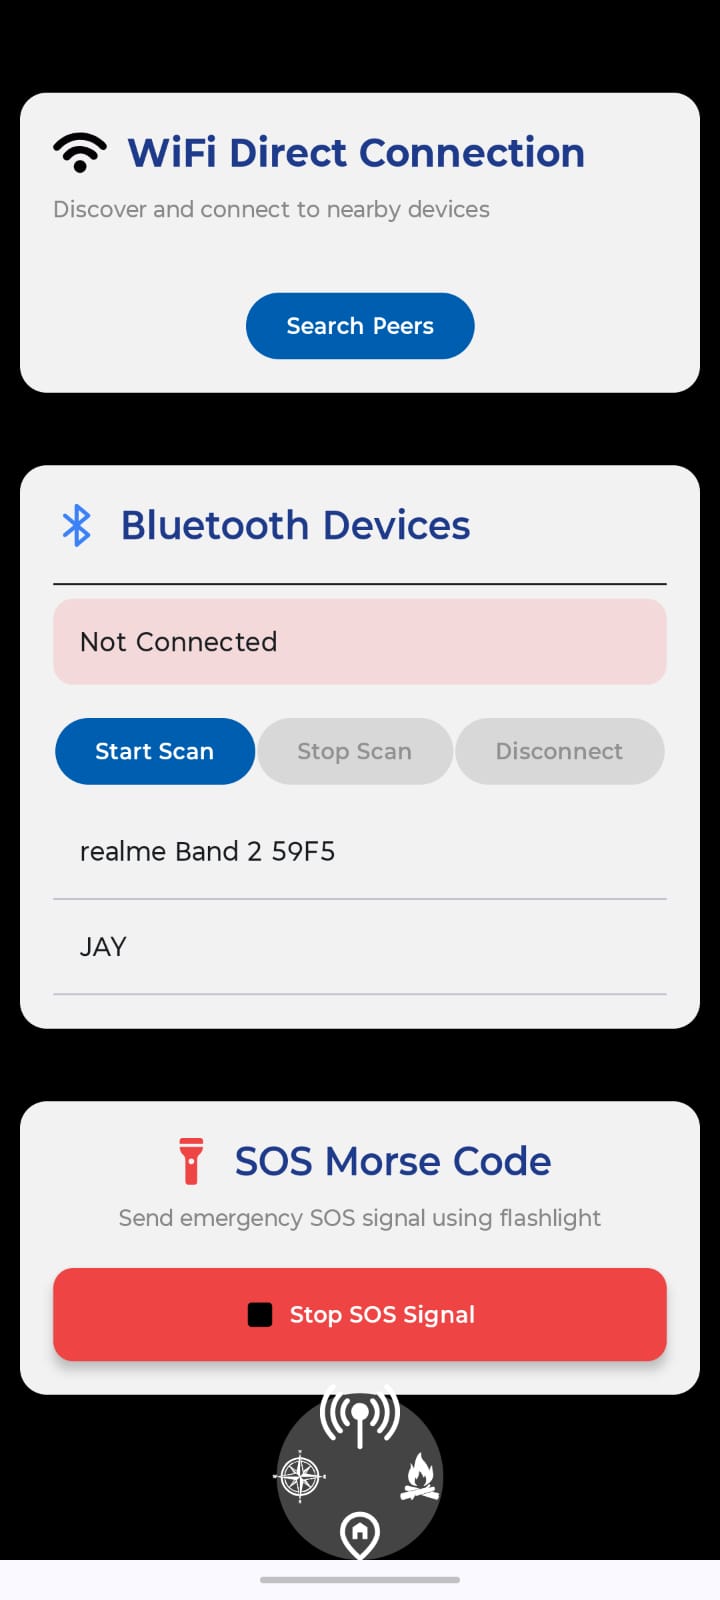 WiFi Direct Connection
Discover and connect to nearby devices
Search Peers
Bluetooth Devices
Not Connected
Start Scan Stop Scan Disconnect
realme Band 2 59F5
JAY
SOS Morse Code
Send emergency SOS signal using flashlight
Stop SOS Signal